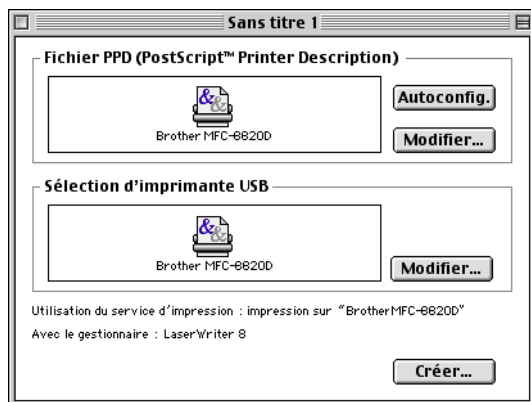 Sans titre 1
Fichier PPD (PostScript™ Printer Description)
Brother MFC-8820D
Autoconfig.
Modifier...
Sélection d'imprimante USB
Brother MFC-8820D
Modifier...
Utilisation du service d'impression : impression sur "BrotherMFC-8820D"
Avec le gestionnaire : LaserWriter 8
Créer...